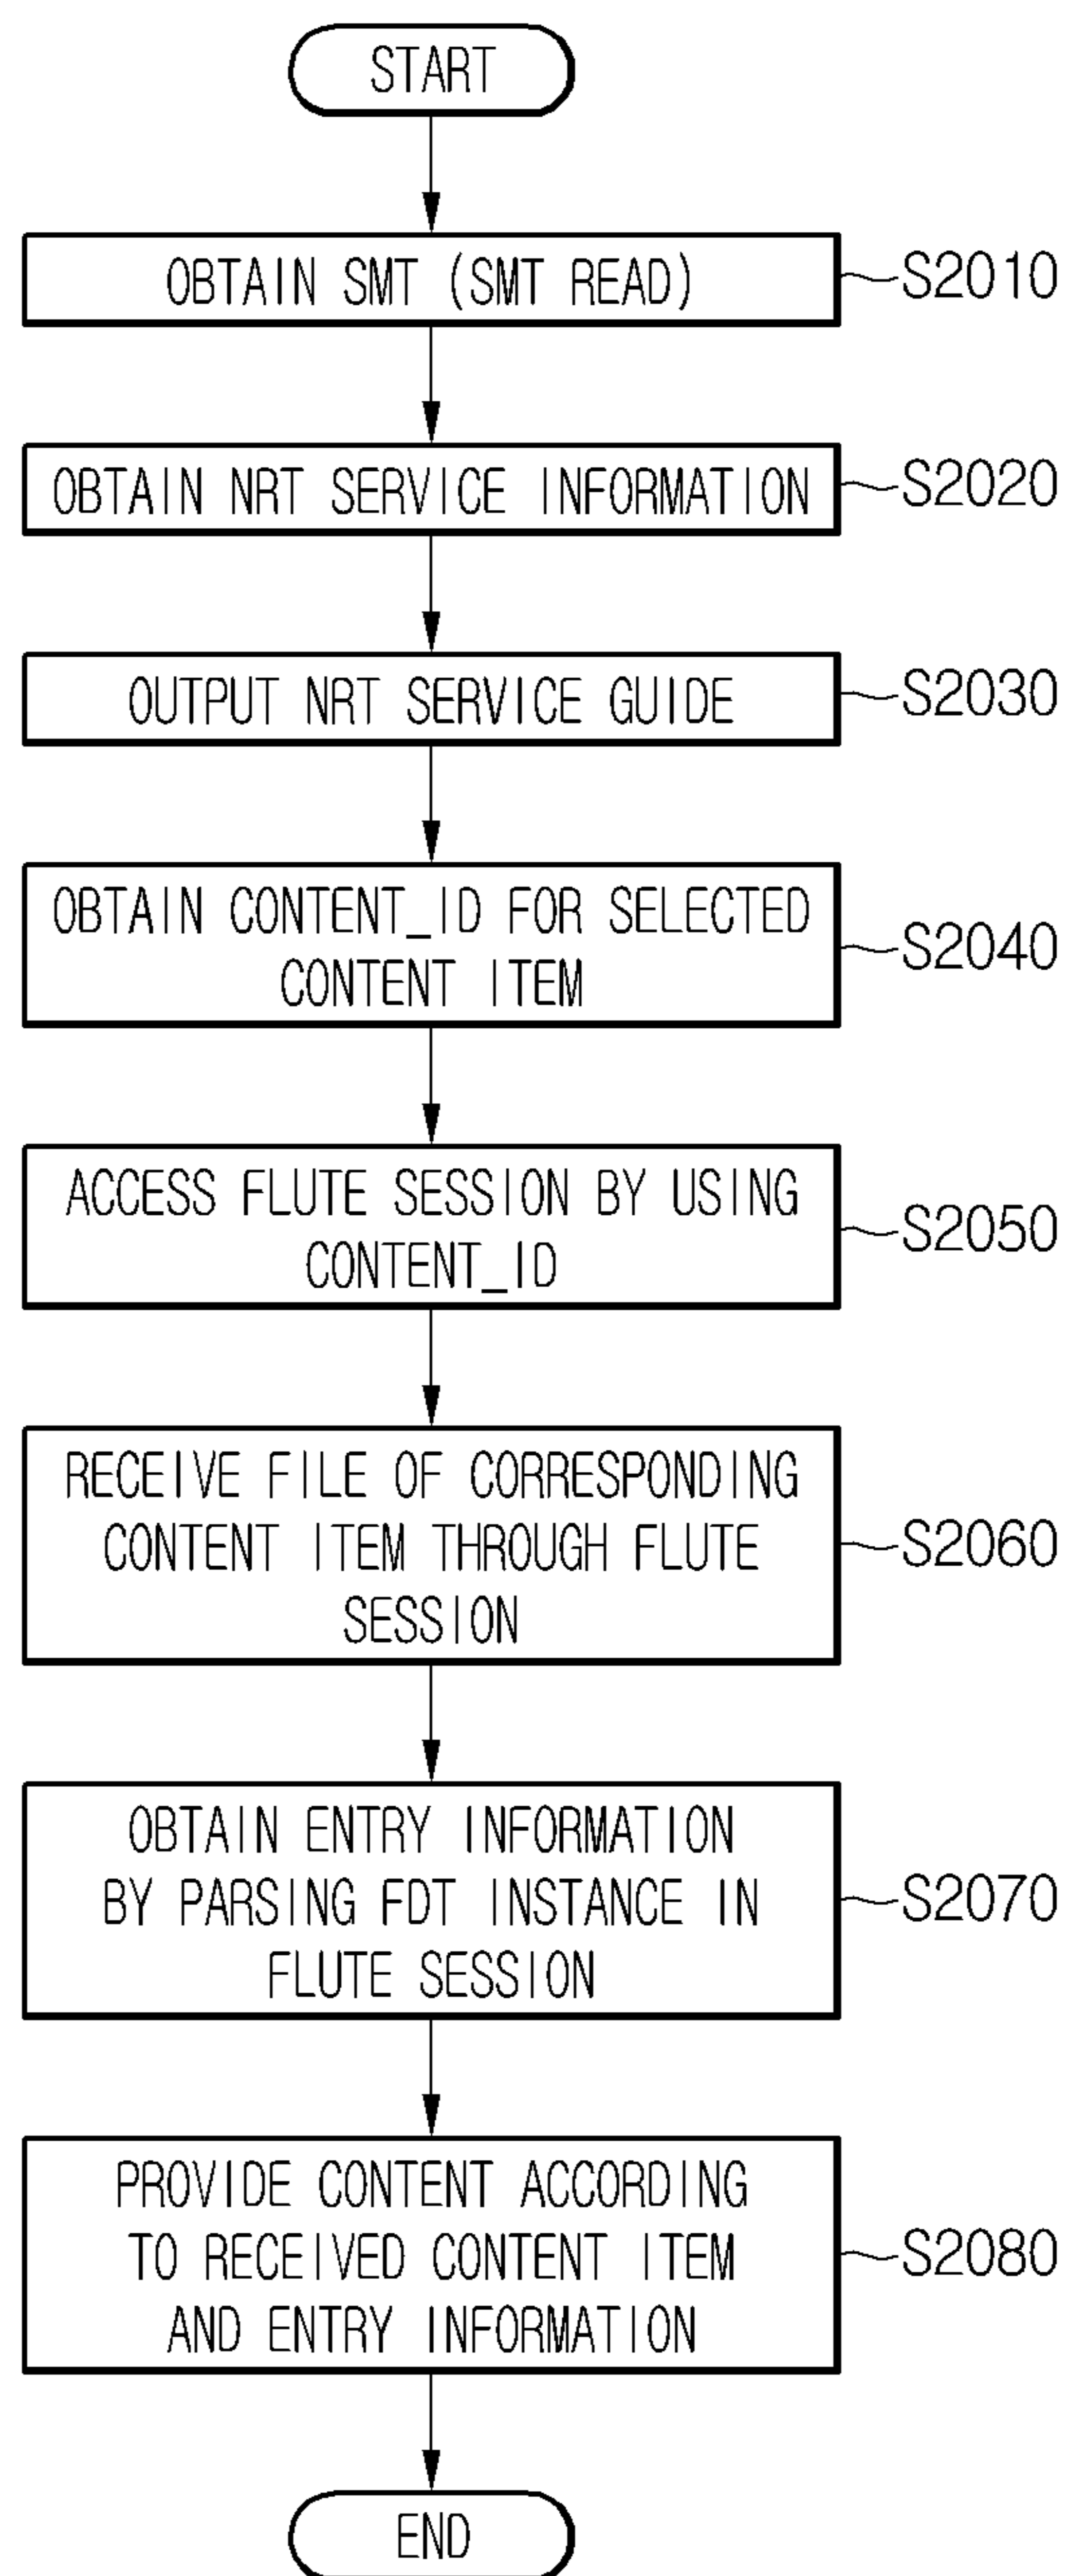 START
OBTAIN SMT (SMT READ)
S2010
OBTAIN NRT SERVICE INFORMATION
S2020
OUTPUT NRT SERVICE GUIDE
S2030
OBTAIN CONTENT_ID FOR SELECTED
CONTENT ITEM
S2040
ACCESS FLUTE SESSION BY USING
CONTENT_ID
S2050
RECEIVE FILE OF CORRESPONDING
CONTENT ITEM THROUGH FLUTE
SESSION
S2060
OBTAIN ENTRY INFORMATION
BY PARSING FDT INSTANCE IN
FLUTE SESSION
S2070
PROVIDE CONTENT ACCORDING
TO RECEIVED CONTENT ITEM
AND ENTRY INFORMATION
S2080
END